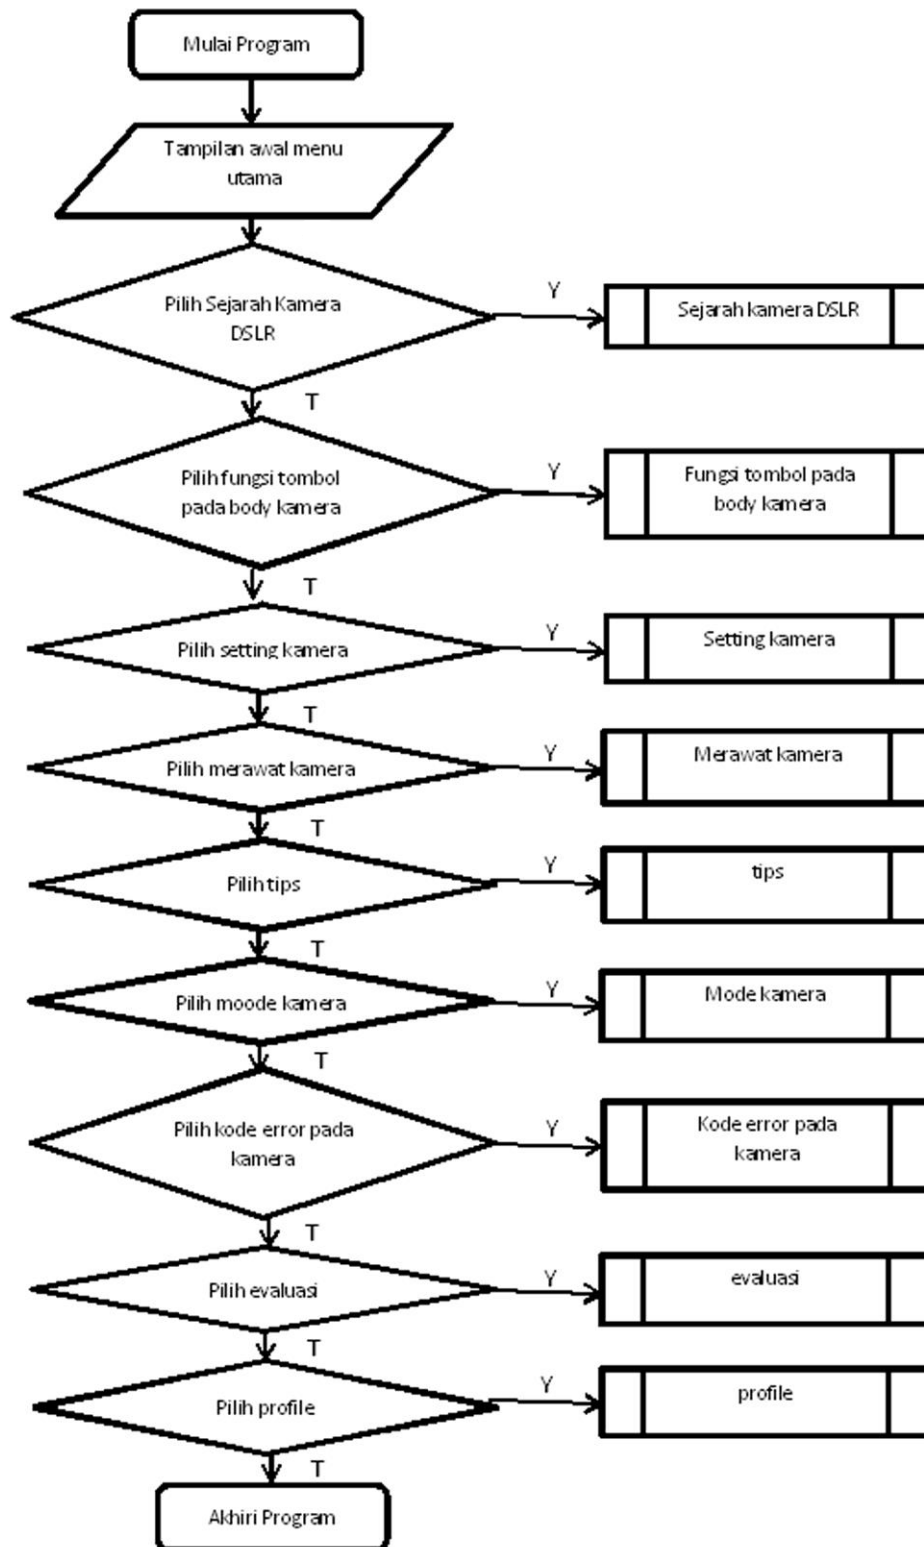 Mulai Program
Tampilan awal menu
utama
Pilih Sejarah Kamera
DSLR
Y
Sejarah kamera DSLR
T
Pilih fungsi tombol
pada body kamera
Y
Fungsi tombol pada
body kamera
T
Pilih setting kamera
Y
Setting kamera
T
Pilih merawat kamera
Y
Merawat kamera
T
Pilih tips
Y
tips
T
Pilih moode kamera
Y
Mode kamera
T
Pilih kode error pada
kamera
Y
Kode error pada
kamera
T
Pilih evaluasi
Y
evaluasi
T
Pilih profile
Y
profile
T
Akhiri Program